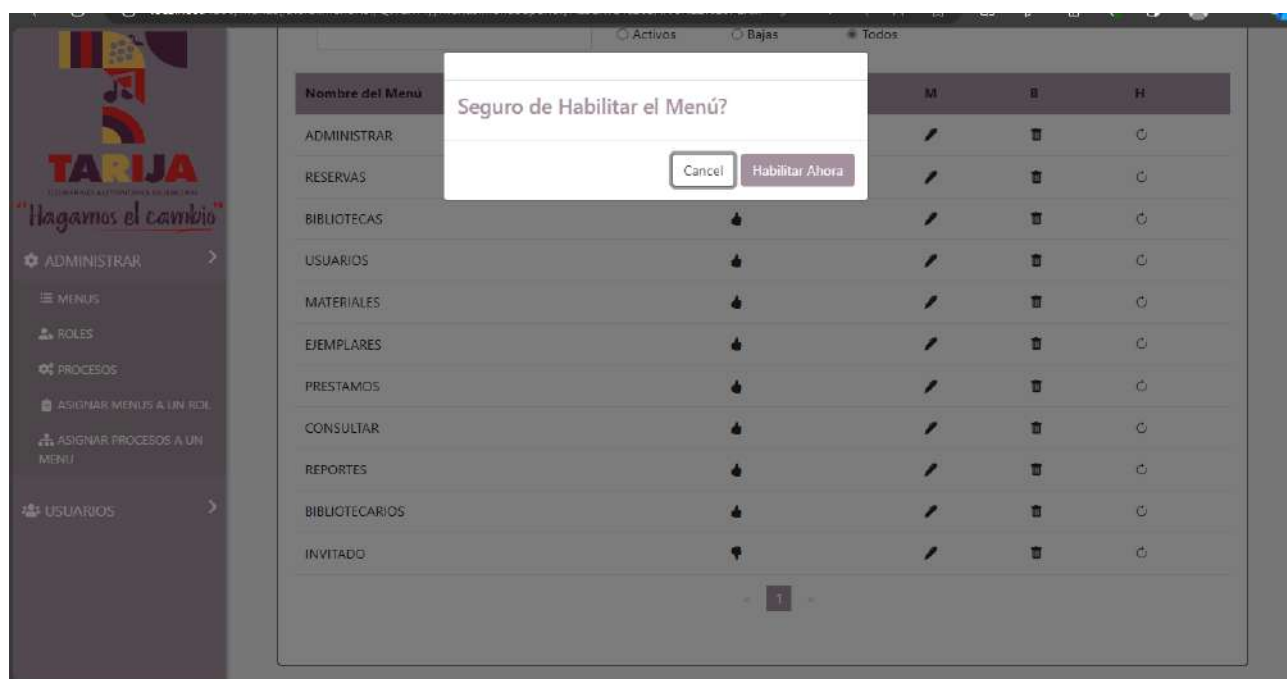 Activos Bajas Todos
Nombre del Menú M B H
Seguro de Habilitar el Menú?
Cancel Habilitar Ahora
ADMINISTRAR
RESERVAS
BIBLIOTECAS
USUARIOS
MATERIALES
EJEMPLARES
PRESTAMOS
CONSULTAR
REPORTES
BIBLIOTECARIOS
INVITADO
1
TARIJA
"Hagamos el cambio"
ADMINISTRAR
MENUS
ROLES
PROCESOS
ASIGNAR MENUS A UN ROL
ASIGNAR PROCESOS A UN
MENU
USUARIOS